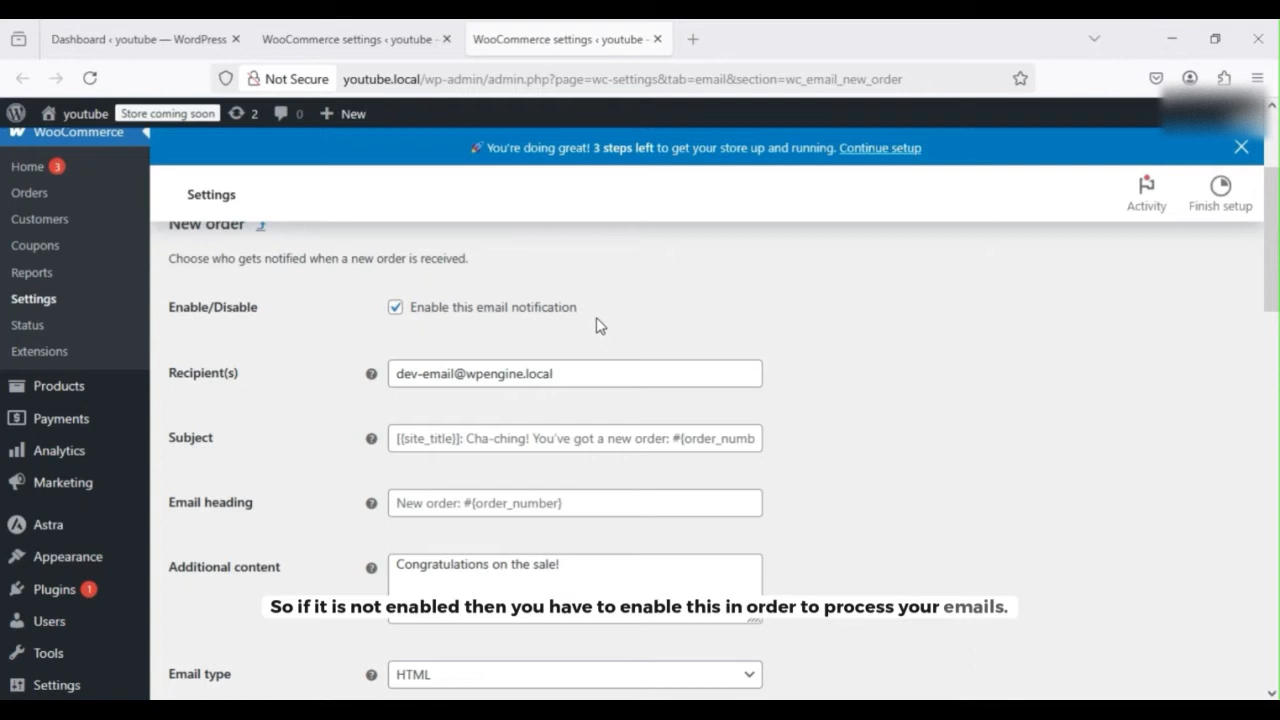 Dashboard ‹ youtube — WordPress
WooCommerce settings ‹ youtube -
WooCommerce settings ‹ youtube -
Not Secure
youtube.local/wp-admin/admin.php?page=wc-settings&tab=email&section=wc_email_new_order
youtube
Store coming soon
2
0
New
WooCommerce
Home 3
Orders
Customers
Coupons
Reports
Settings
Status
Extensions
Products
Payments
Analytics
Marketing
Astra
Appearance
Plugins 1
Users
Tools
Settings
🚀 You're doing great! 3 steps left to get your store up and running. Continue setup
Settings
Activity
Finish setup
New order
Choose who gets notified when a new order is received.
Enable/Disable
Enable this email notification
Recipient(s)
dev-email@wpengine.local
Subject
[{site_title}]: Cha-ching! You've got a new order: #{order_numb
Email heading
New order: #{order_number}
Additional content
Congratulations on the sale!
So if it is not enabled then you have to enable this in order to process your emails.
Email type
HTML